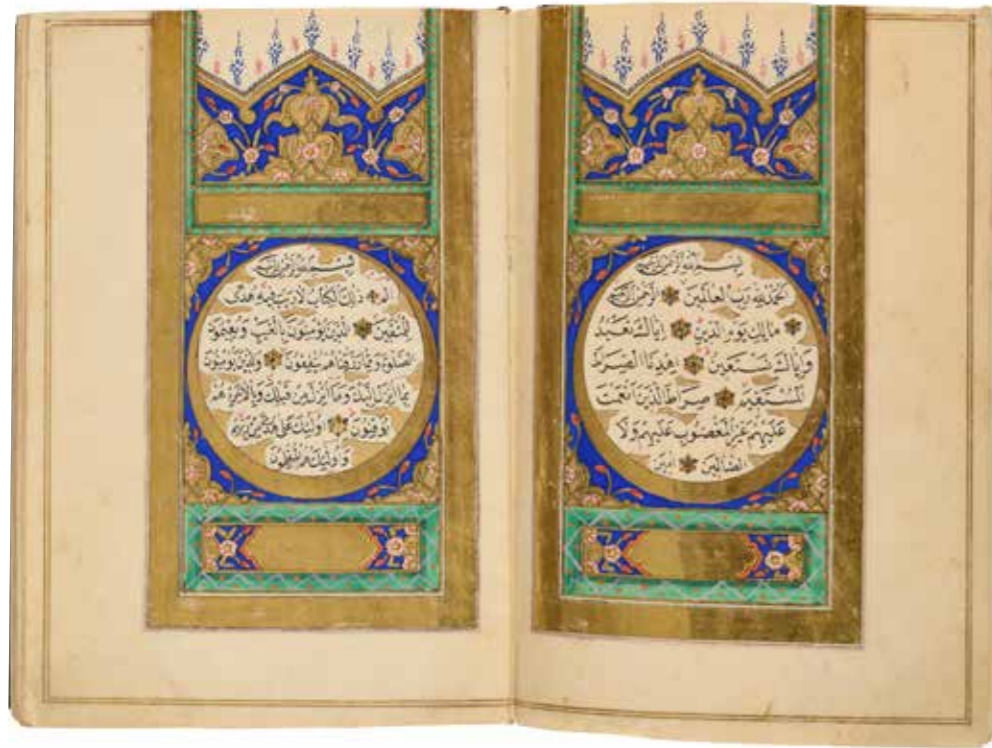 بسم الله الرحمن الرحيم
الحمد لله رب العالمين الرحمن الرحيم
مالك يوم الدين اياك نعبد
واياك نستعين اهدنا الصراط
المستقيم صراط الذين انعمت
عليهم غير المغضوب عليهم ولا
الضالين امين
بسم الله الرحمن الرحيم
الم ذلك الكتاب لا ريب فيه هدى
للمتقين الذين يؤمنون بالغيب ويقيمون
الصلوة ومما رزقناهم ينفقون والذين يؤمنون
بما انزل اليك وما انزل من قبلك وبالاخرة هم
يوقنون اولئك على هدى من ربهم
واولئك هم المفلحون